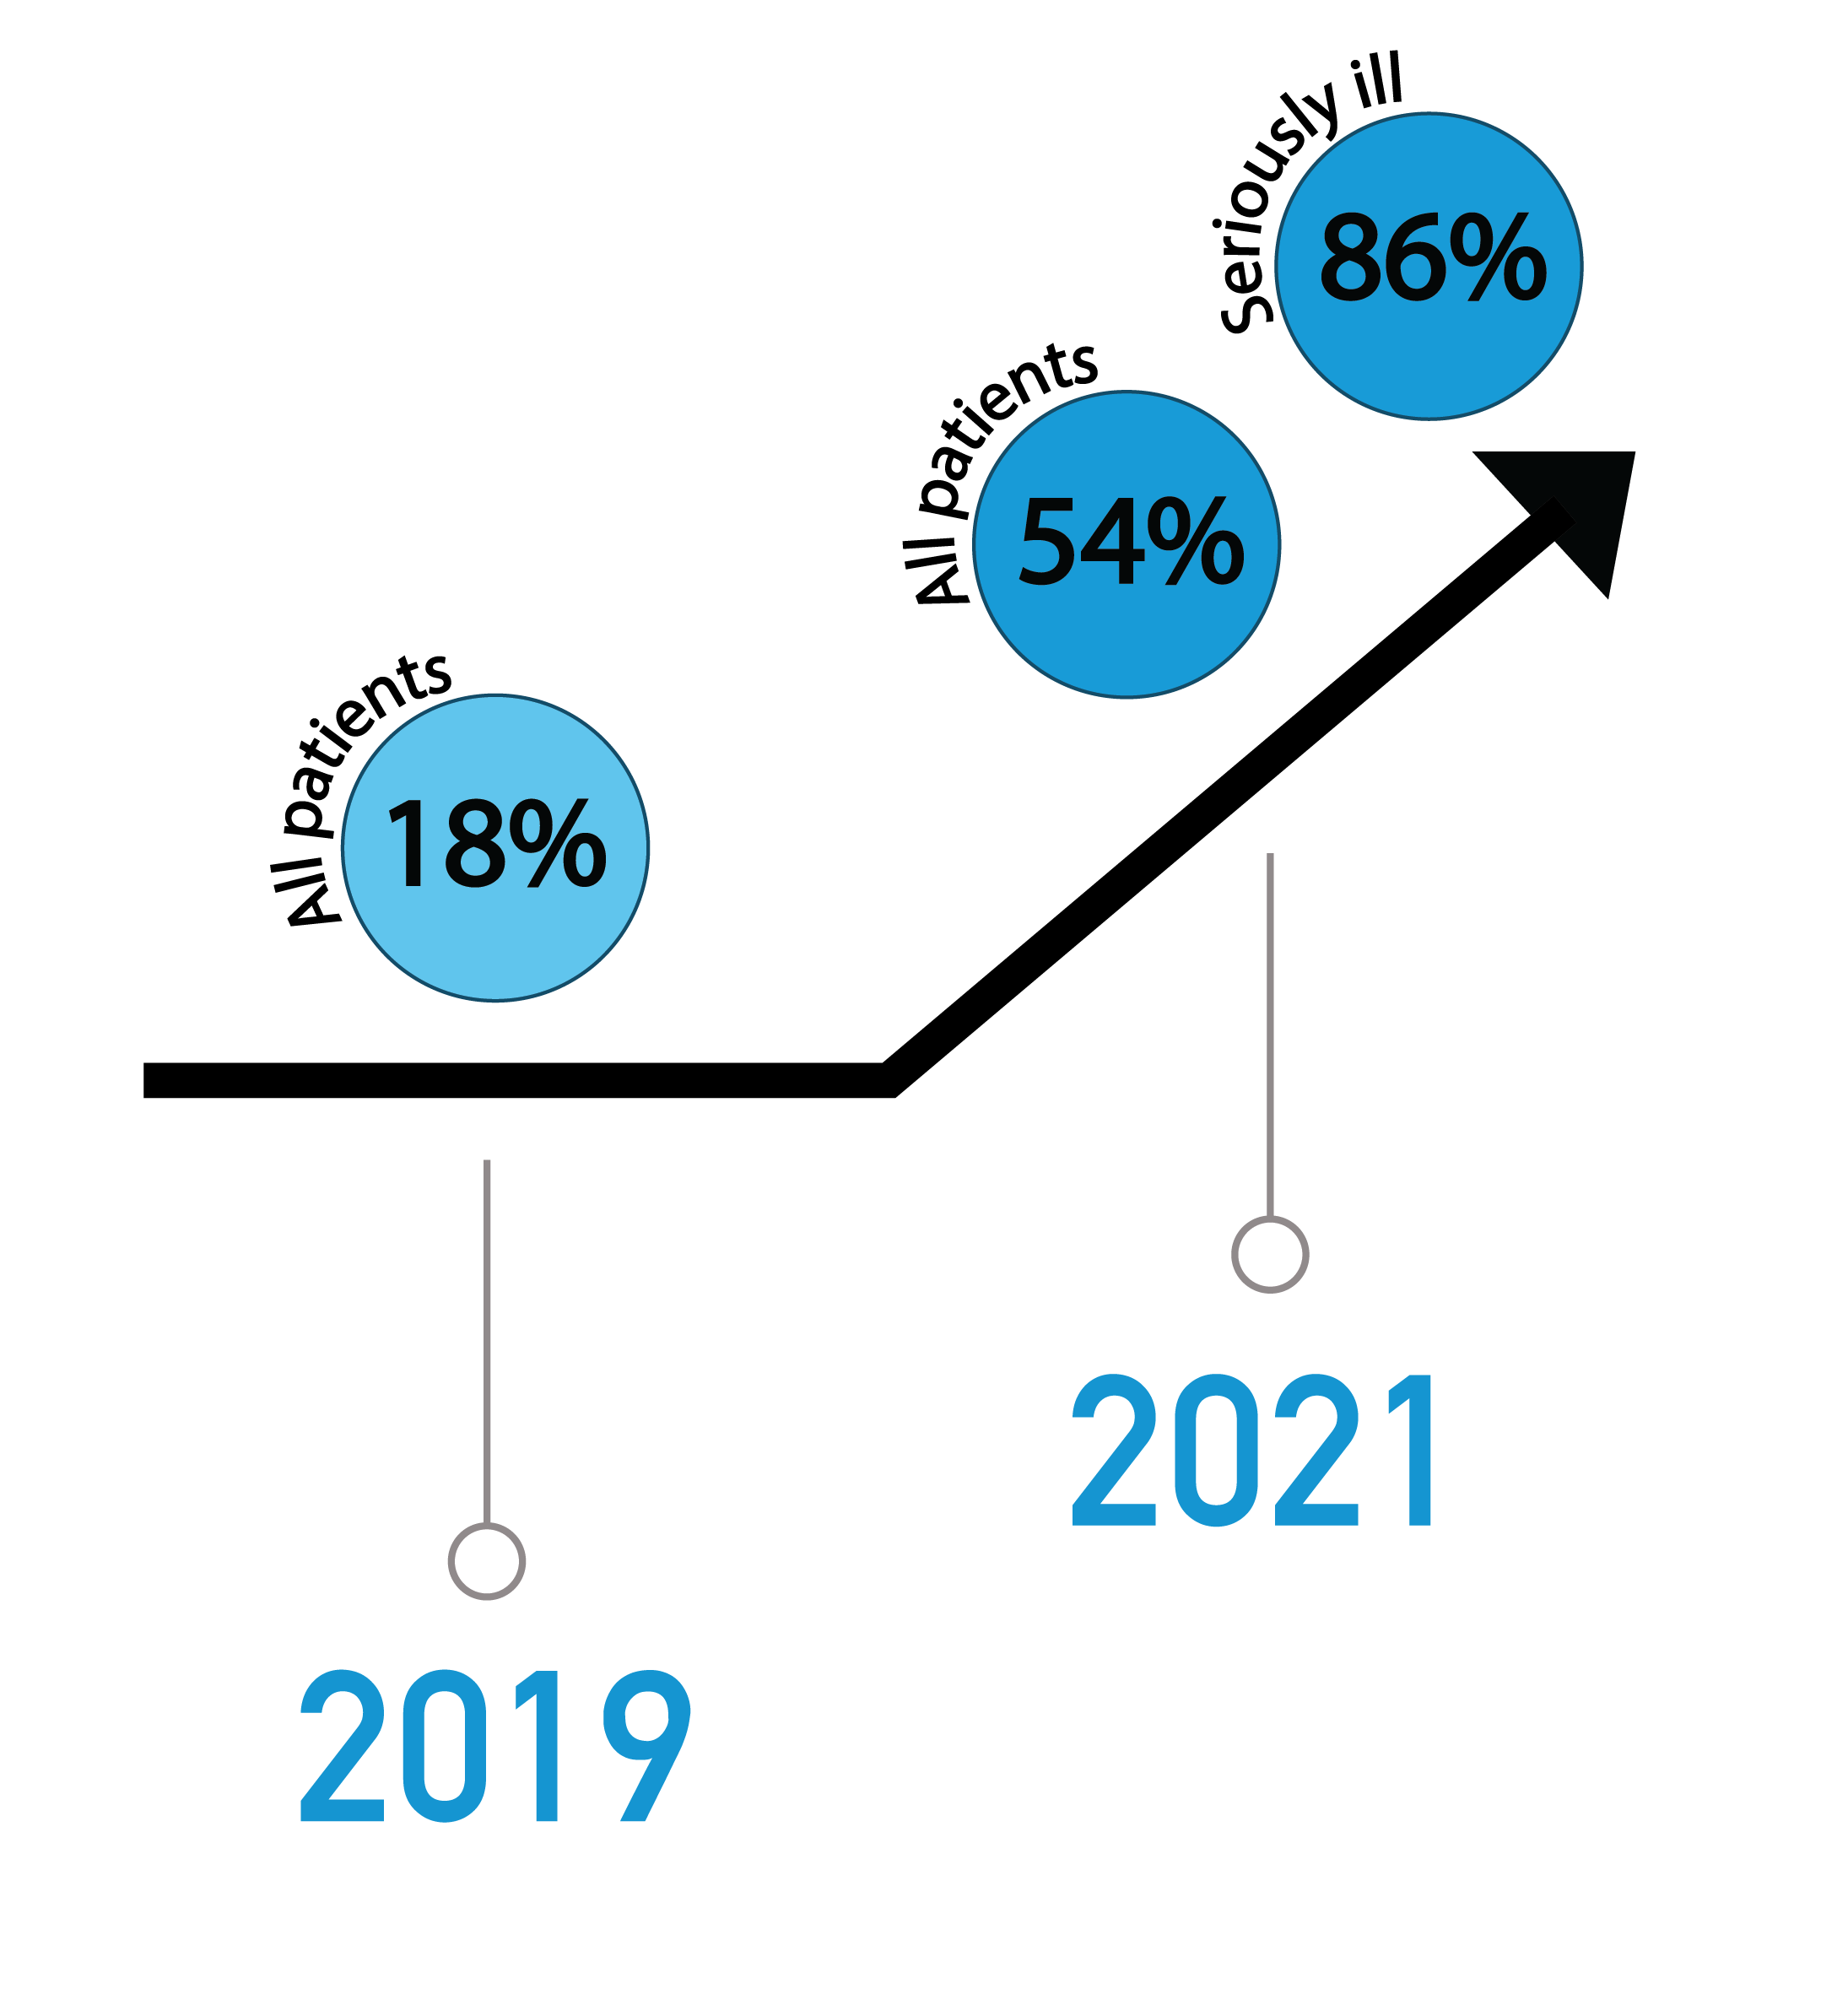 Seriously ill
86%
All patients
54%
All patients
18%
2021
2019